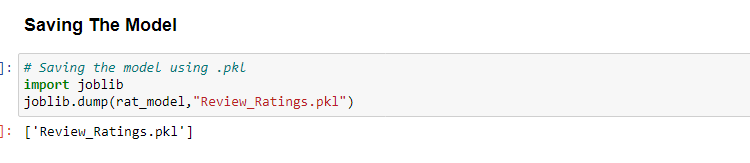 Saving The Model
]: # Saving the model using .pkl
import joblib
joblib.dump(rat_model,"Review_Ratings.pkl")
]: ['Review_Ratings.pkl']